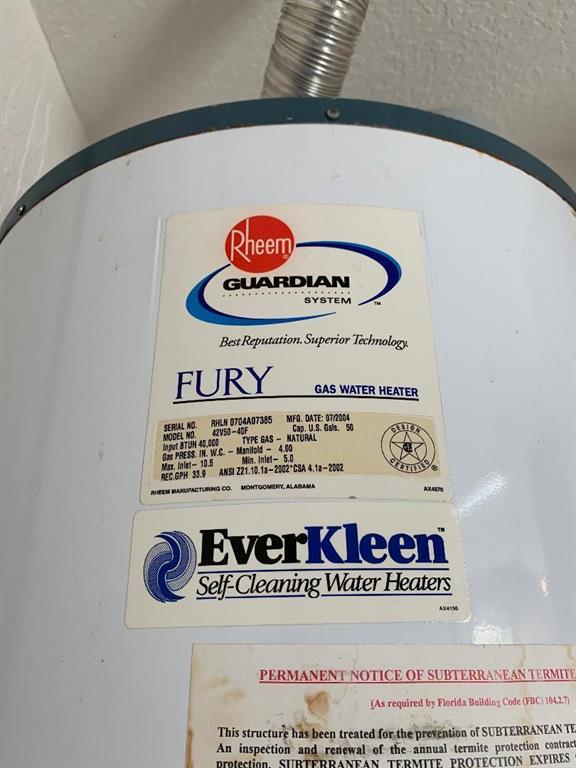 Rheem
GUARDIAN
SYSTEM ™
Best Reputation. Superior Technology.
FURY GAS WATER HEATER
SERIAL NO. RHLN 0704A07385 MFG. DATE: 07/2004
MODEL NO. 42V50-40F Cap. U.S. Gals. 50
Input BTUH 40,000 TYPE GAS - NATURAL
Gas PRESS. IN. W.C. - Manifold - 4.00
Max. Inlet - 10.5 Min. Inlet - 5.0
REC.GPH 33.9 ANSI Z21.10.1a-2002*CSA 4.1a-2002
DESIGN
CERTIFIED ®
RHEEM MANUFACTURING CO. MONTGOMERY, ALABAMA AX4870
EverKleen™
Self-Cleaning Water Heaters
AX4196
PERMANENT NOTICE OF SUBTERRANEAN TERMITE
(As required by Florida Building Code (FBC) 104.2.7)
This structure has been treated for the prevention of SUBTERRANEAN TE
An inspection and renewal of the annual termite protection contract
protection. SUBTERRANEAN TERMITE PROTECTION EXPIRES